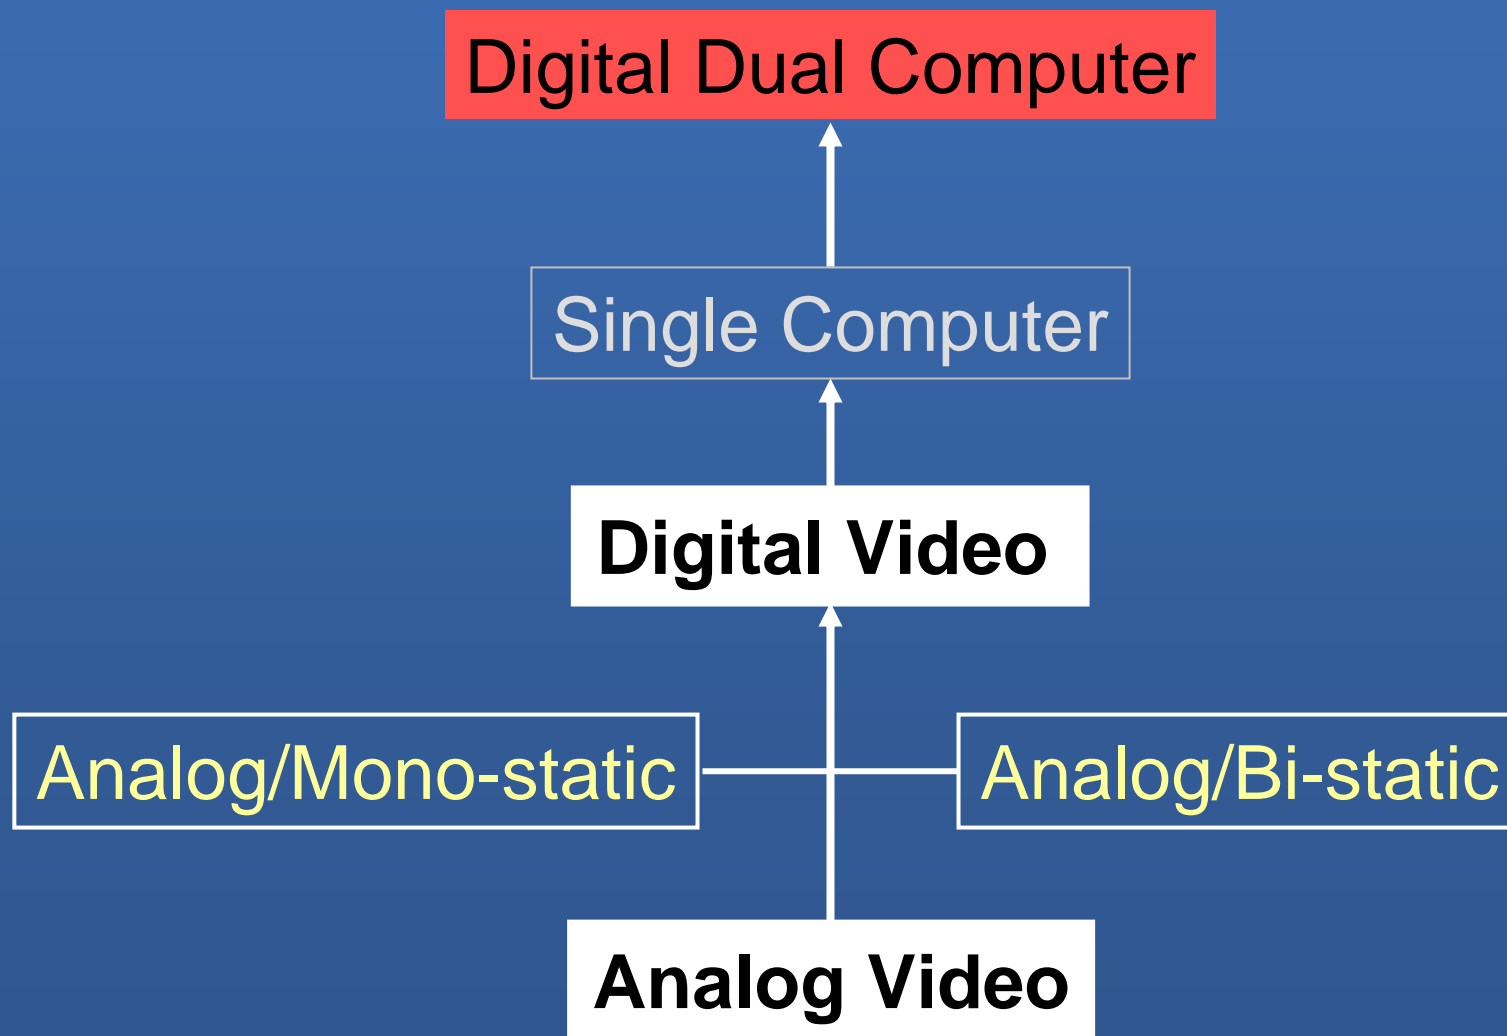 Digital Dual Computer
Single Computer
Digital Video
Analog/Mono-static
Analog/Bi-static
Analog Video